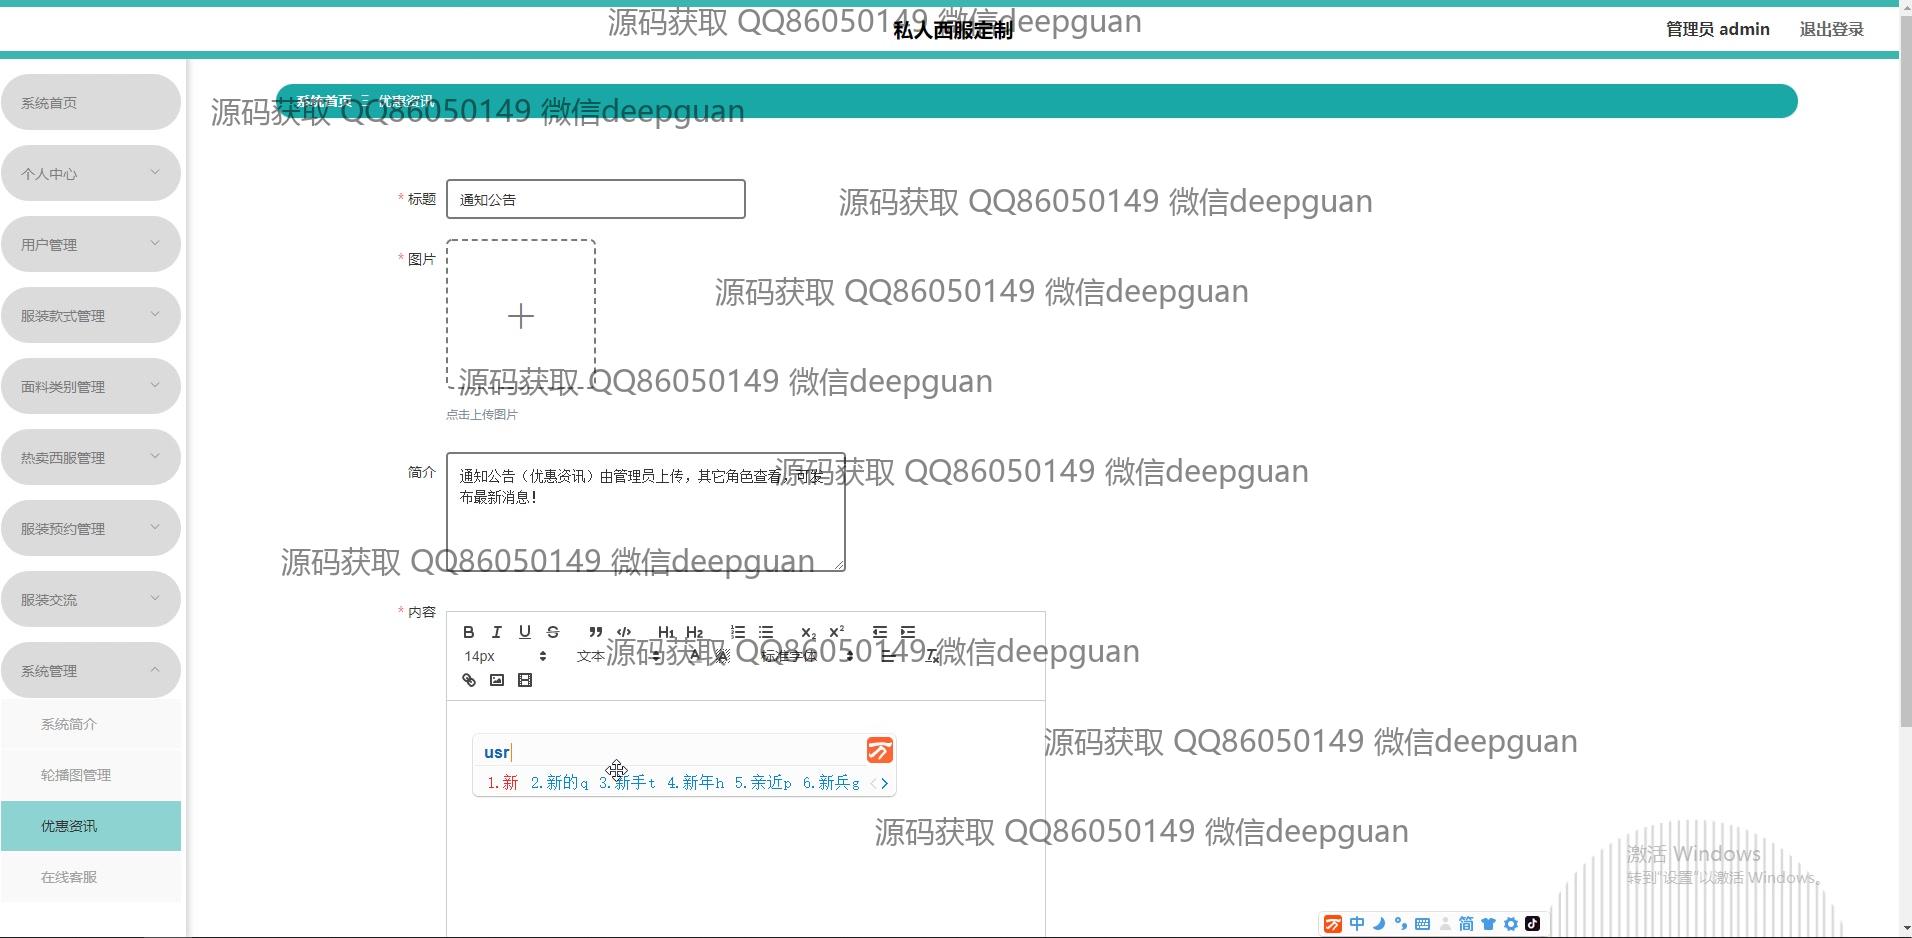 源码获取 QQ86050149 微信deepguan
私人西服定制
管理员 admin
退出登录
系统首页
个人中心
用户管理
服装款式管理
面料类别管理
热卖西服管理
服装预约管理
服装交流
系统管理
系统简介
轮播图管理
优惠资讯
在线客服
系统首页 优惠资讯
源码获取 QQ86050149 微信deepguan
* 标题 通知公告
源码获取 QQ86050149 微信deepguan
* 图片
源码获取 QQ86050149 微信deepguan
源码获取 QQ86050149 微信deepguan
点击上传图片
简介
通知公告（优惠资讯）由管理员上传，其它角色查看，可发
布最新消息！
源码获取 QQ86050149 微信deepguan
源码获取 QQ86050149 微信deepguan
* 内容
B I U S H1 H2 X2 X2
14px 文本 A A 标准字体
源码获取 QQ86050149 微信deepguan
usr
1.新 2.新的q 3.新手t 4.新年h 5.亲近p 6.新兵g
源码获取 QQ86050149 微信deepguan
源码获取 QQ86050149 微信deepguan
激活 Windows
转到"设置"以激活 Windows。
中 简